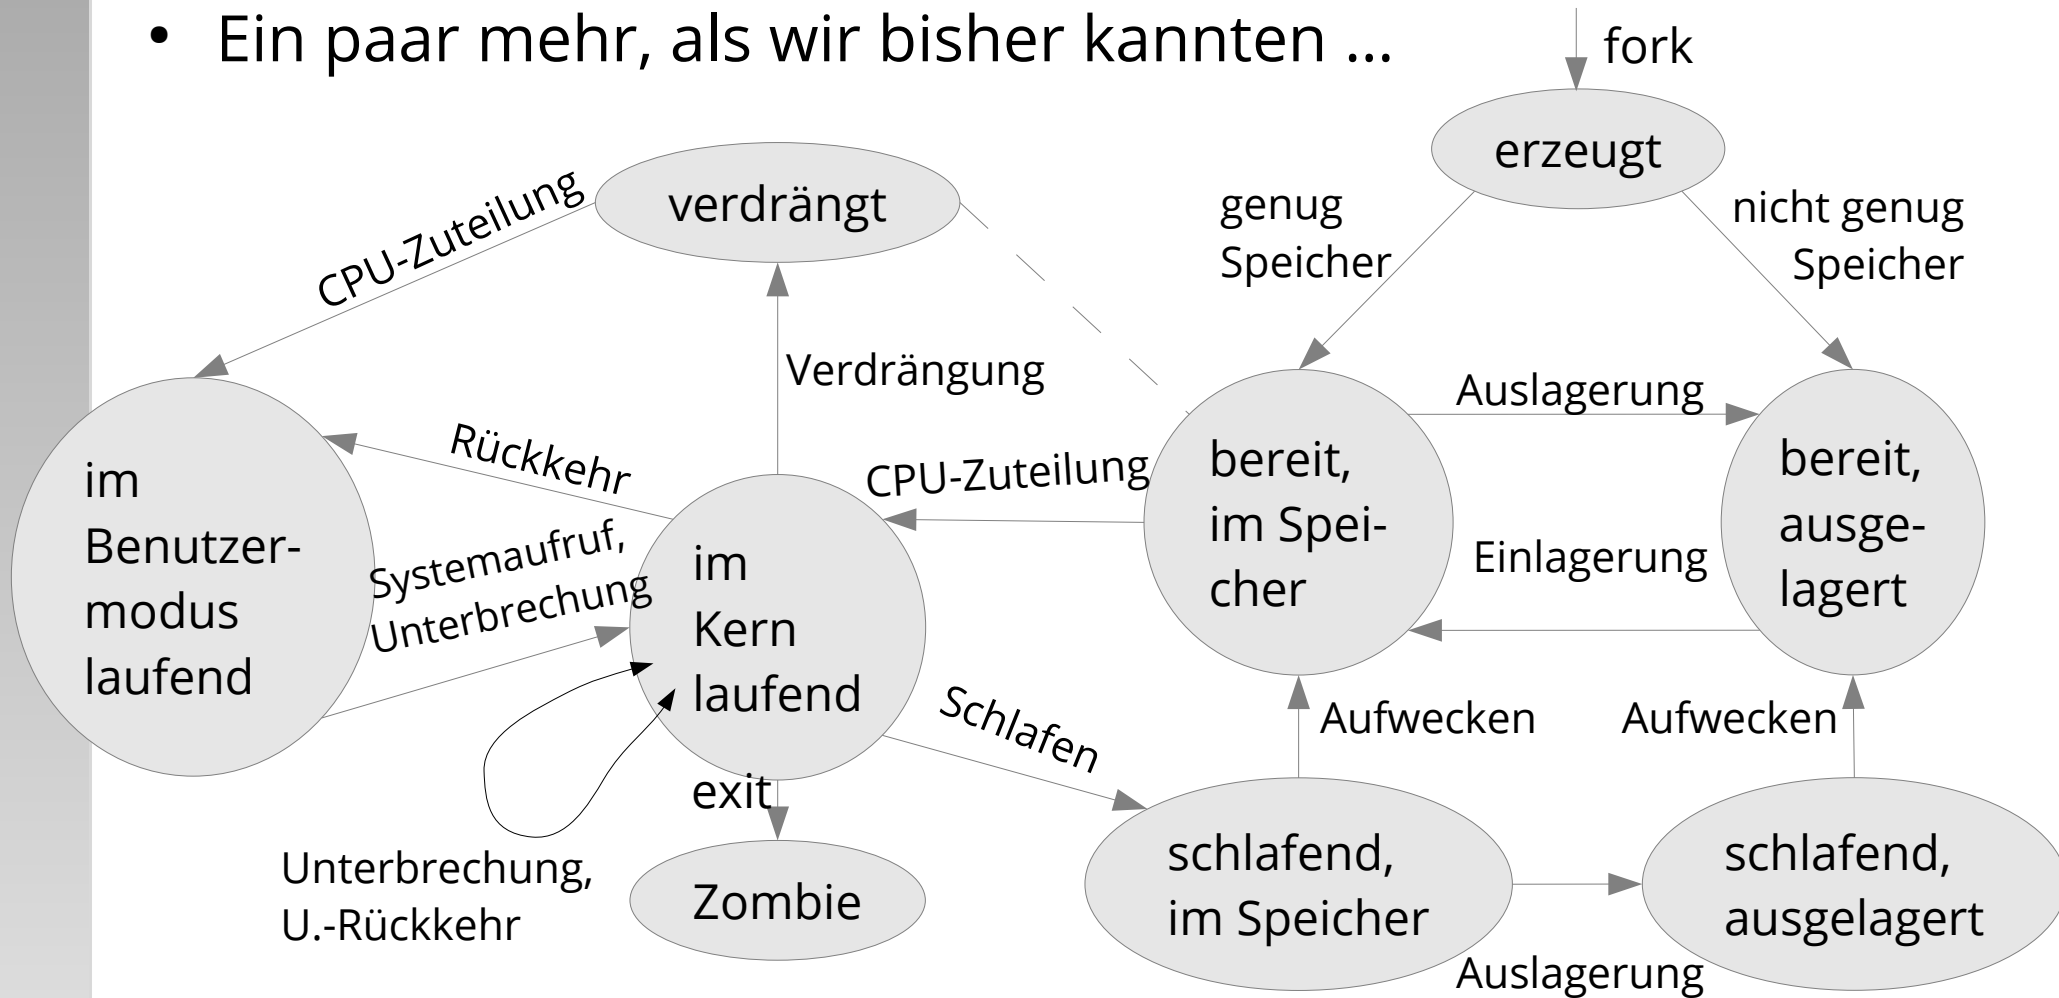 • Ein paar mehr, als wir bisher kannten ...
fork
erzeugt
verdrängt
CPU-Zuteilung
genug
Speicher
nicht genug
Speicher
Verdrängung
Auslagerung
Rückkehr
CPU-Zuteilung
bereit,
im Spei-
cher
bereit,
ausge-
lagert
Einlagerung
im
Benutzer-
modus
laufend
Systemaufruf,
Unterbrechung
im
Kern
laufend
Schlafen
Aufwecken
Aufwecken
exit
Unterbrechung,
U.-Rückkehr
Zombie
schlafend,
im Speicher
schlafend,
ausgelagert
Auslagerung